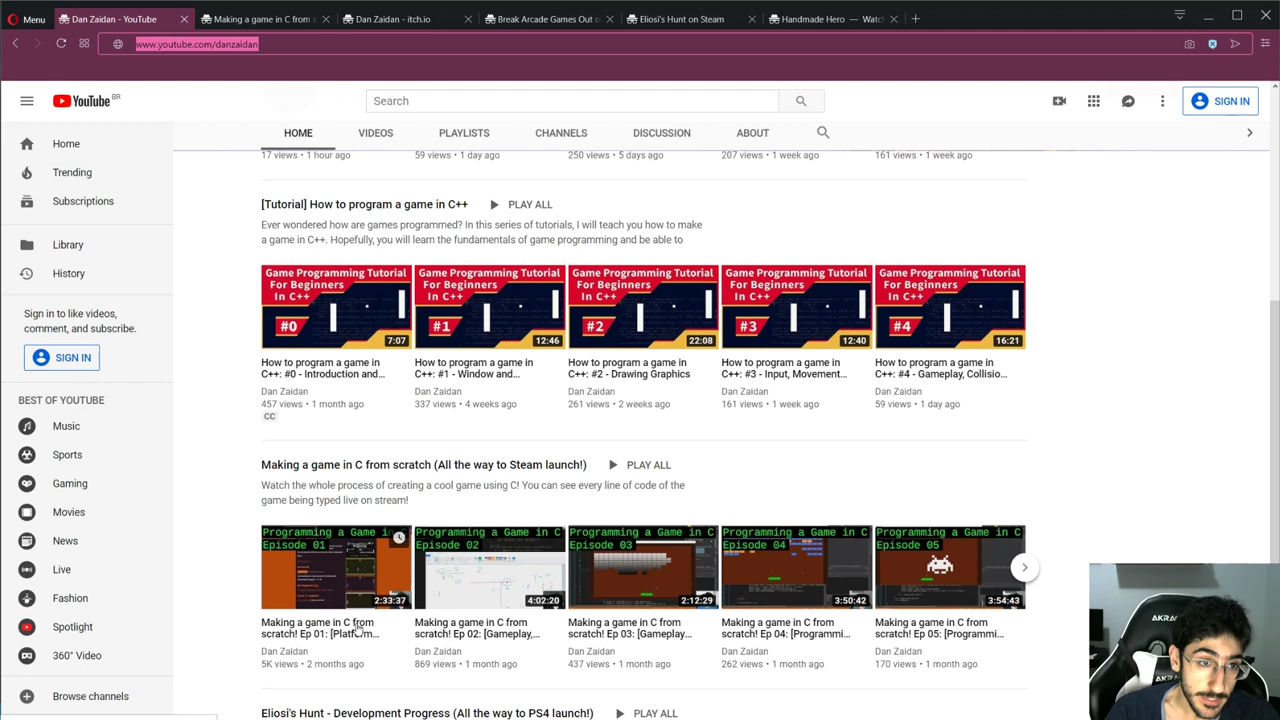 Menu
Dan Zaidan - YouTube
Making a game in C from s
Dan Zaidan - itch.io
Break Arcade Games Out o
Eliosi's Hunt on Steam
Handmade Hero — Watc
www.youtube.com/danzaidan
YouTube BR
Search
SIGN IN
HOME VIDEOS PLAYLISTS CHANNELS DISCUSSION ABOUT
Home
Trending
Subscriptions
Library
History
Sign in to like videos,
comment, and subscribe.
SIGN IN
BEST OF YOUTUBE
Music
Sports
Gaming
Movies
News
Live
Fashion
Spotlight
360° Video
Browse channels
17 views • 1 hour ago
59 views • 1 day ago
250 views • 5 days ago
207 views • 1 week ago
161 views • 1 week ago
[Tutorial] How to program a game in C++
PLAY ALL
Ever wondered how are games programmed? In this series of tutorials, I will teach you how to make
a game in C++. Hopefully, you will learn the fundamentals of game programming and be able to
Game Programming Tutorial
For Beginners
In C++
#0
7:07
How to program a game in
C++: #0 - Introduction and...
Dan Zaidan
457 views • 1 month ago
CC
Game Programming Tutorial
For Beginners
In C++
#1
12:46
How to program a game in
C++: #1 - Window and...
Dan Zaidan
337 views • 4 weeks ago
Game Programming Tutorial
For Beginners
In C++
#2
22:08
How to program a game in
C++: #2 - Drawing Graphics
Dan Zaidan
261 views • 2 weeks ago
Game Programming Tutorial
For Beginners
In C++
#3
12:40
How to program a game in
C++: #3 - Input, Movement...
Dan Zaidan
161 views • 1 week ago
Game Programming Tutorial
For Beginners
In C++
#4
16:21
How to program a game in
C++: #4 - Gameplay, Collisio...
Dan Zaidan
59 views • 1 day ago
Making a game in C from scratch (All the way to Steam launch!)
PLAY ALL
Watch the whole process of creating a cool game using C! You can see every line of code of the
game being typed live on stream!
Programming a Game in C
Episode 01
2:33:37
Making a game in C from
scratch! Ep 01: [Platform...
Dan Zaidan
5K views • 2 months ago
Programming a Game in C
Episode 02
4:02:20
Making a game in C from
scratch! Ep 02: [Gameplay,...
Dan Zaidan
869 views • 1 month ago
Programming a Game in C
Episode 03
2:12:29
Making a game in C from
scratch! Ep 03: [Gameplay...
Dan Zaidan
437 views • 1 month ago
Programming a Game in C
Episode 04
3:50:42
Making a game in C from
scratch! Ep 04: [Programmi...
Dan Zaidan
262 views • 1 month ago
Programming a Game in C
Episode 05
3:54:43
Making a game in C from
scratch! Ep 05: [Programmi...
Dan Zaidan
170 views • 1 month ago
Eliosi's Hunt - Development Progress (All the way to PS4 launch!)
PLAY ALL
AKRA